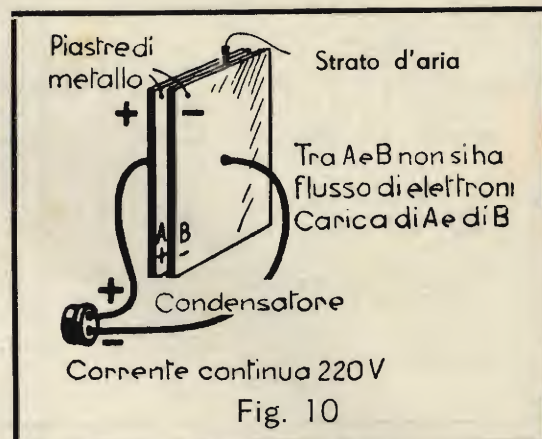 Piastre di
metallo
Strato d'aria
+ -
Tra A e B non si ha
flusso di elettroni
Carica di A e di B
A B
+ -
+
Condensatore
-
Corrente continua 220 V
Fig. 10